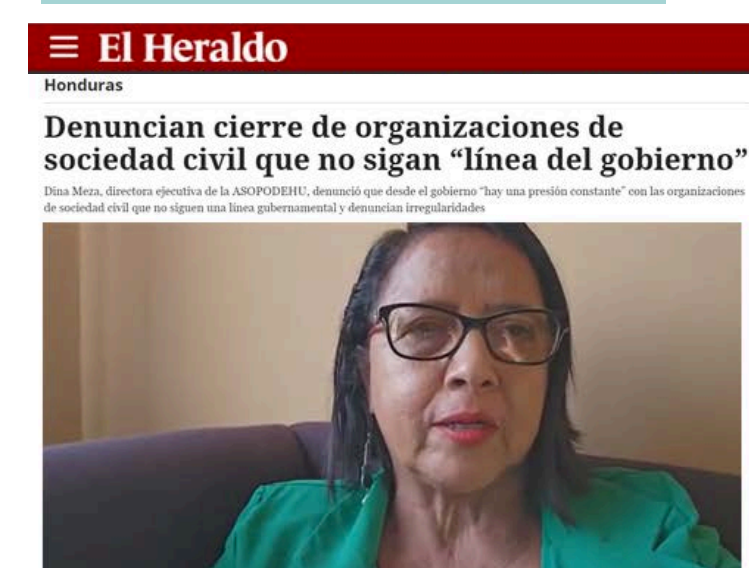 El Heraldo
Honduras
Denuncian cierre de organizaciones de
sociedad civil que no sigan “línea del gobierno”
Dina Meza, directora ejecutiva de la ASOPODEHU, denunció que desde el gobierno “hay una presión constante” con las organizaciones
de sociedad civil que no siguen una línea gubernamental y denuncian irregularidades